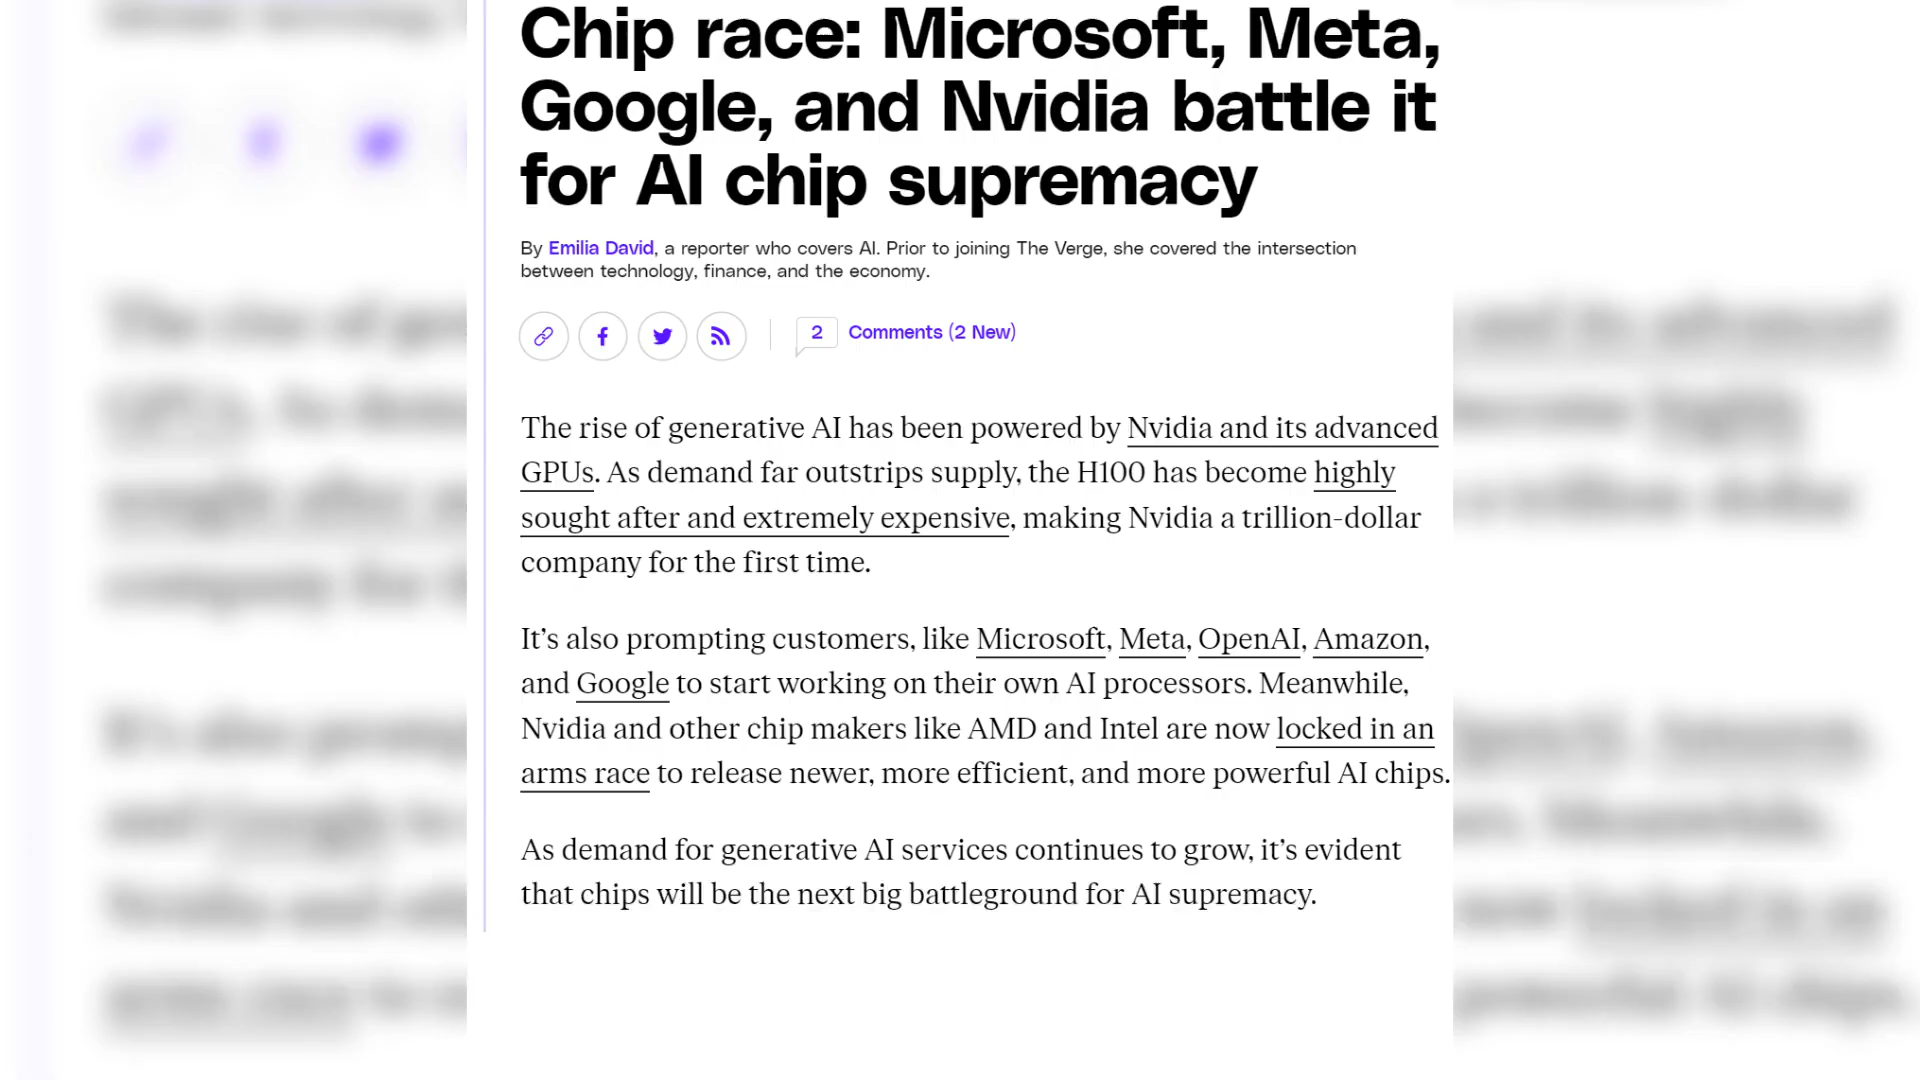 Chip race: Microsoft, Meta,
Google, and Nvidia battle it
for AI chip supremacy
By Emilia David, a reporter who covers AI. Prior to joining The Verge, she covered the intersection
between technology, finance, and the economy.
2 Comments (2 New)
The rise of generative AI has been powered by Nvidia and its advanced
GPUs. As demand far outstrips supply, the H100 has become highly
sought after and extremely expensive, making Nvidia a trillion-dollar
company for the first time.
It’s also prompting customers, like Microsoft, Meta, OpenAI, Amazon,
and Google to start working on their own AI processors. Meanwhile,
Nvidia and other chip makers like AMD and Intel are now locked in an
arms race to release newer, more efficient, and more powerful AI chips.
As demand for generative AI services continues to grow, it’s evident
that chips will be the next big battleground for AI supremacy.